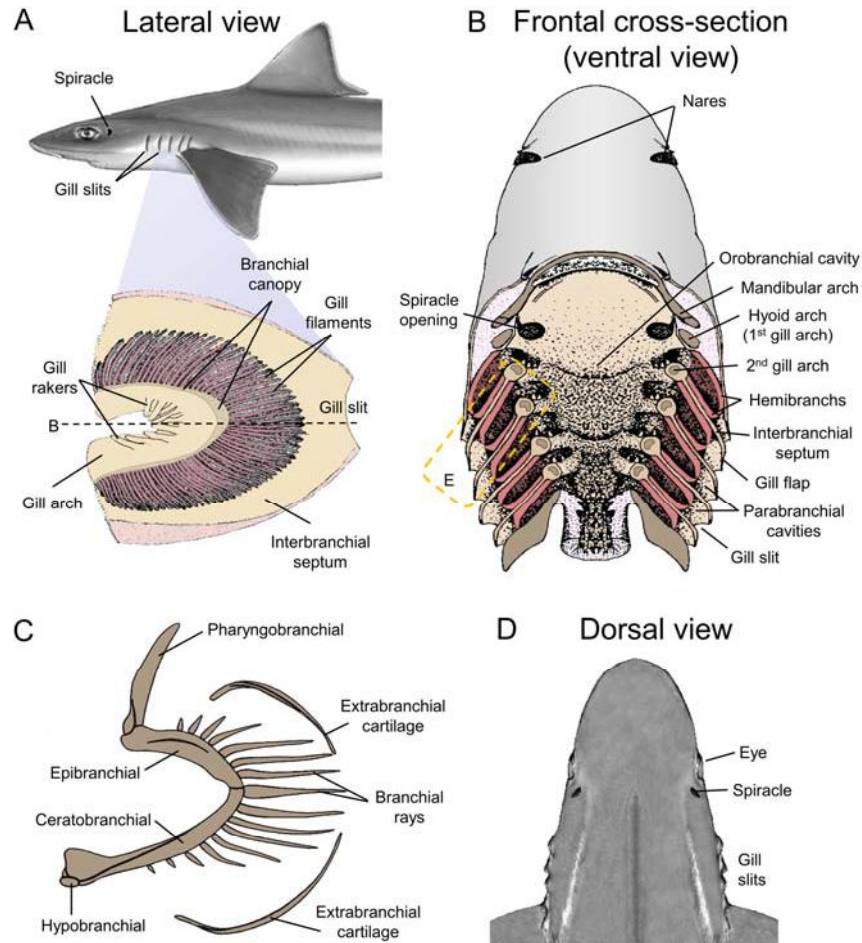 A
Lateral view
Spiracle
Gill slits
Branchial
canopy
Gill
filaments
Gill
rakers
B
Gill slit
Gill arch
Interbranchial
septum
B
Frontal cross-section
(ventral view)
Nares
Orobranchial cavity
Mandibular arch
Spiracle
opening
Hyoid arch
(1st gill arch)
2nd gill arch
Hemibranchs
Interbranchial
septum
E
Gill flap
Parabranchial
cavities
Gill slit
C
Pharyngobranchial
Extrabranchial
cartilage
Epibranchial
Branchial
rays
Ceratobranchial
Hypobranchial
Extrabranchial
cartilage
D
Dorsal view
Eye
Spiracle
Gill
slits